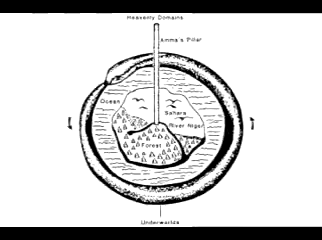 Heavenly Domains
Amma's Pillar
Ocean
Sahara
River Niger
Forest
Underworlds